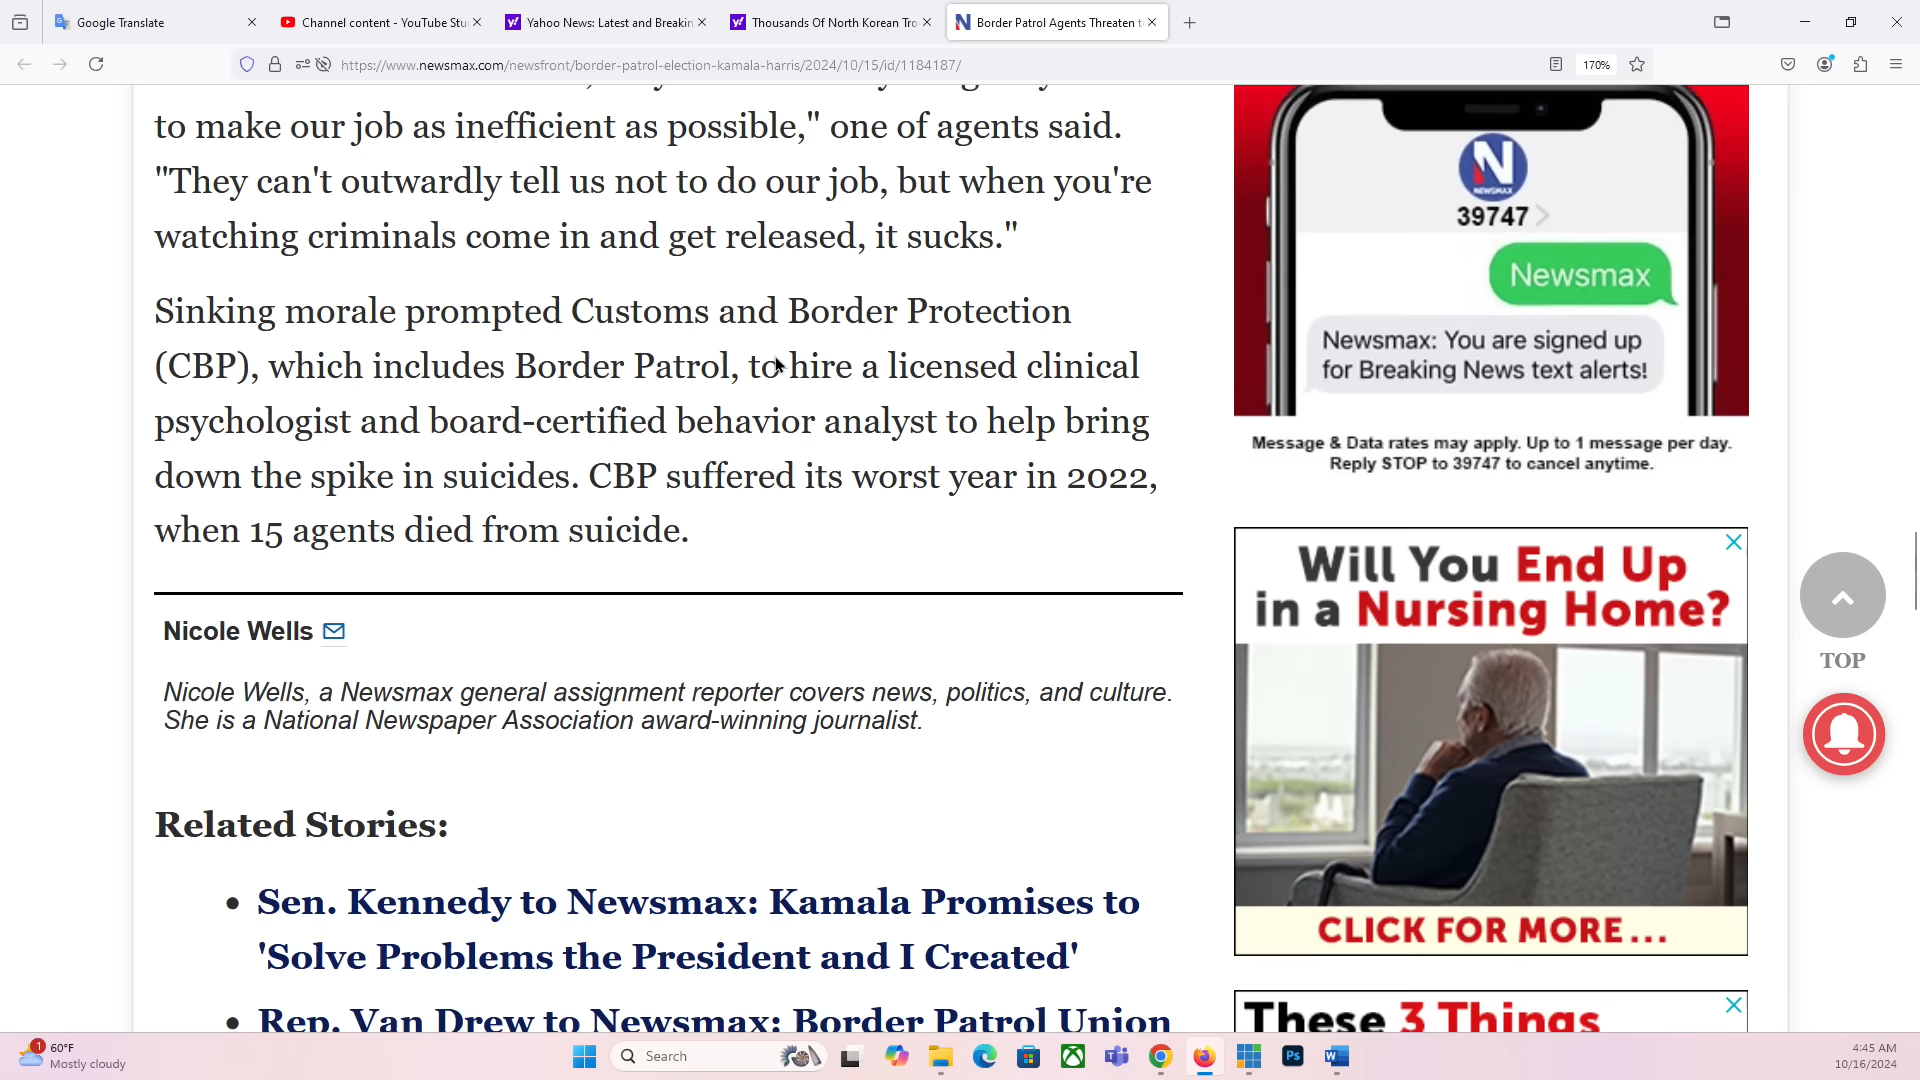 Google Translate
Channel content - YouTube Stu
Yahoo News: Latest and Breakin
Thousands Of North Korean Tro
Border Patrol Agents Threaten t
https://www.newsmax.com/newsfront/border-patrol-election-kamala-harris/2024/10/15/id/1184187/
170%
to make our job as inefficient as possible," one of agents said.
"They can't outwardly tell us not to do our job, but when you're
watching criminals come in and get released, it sucks."
Sinking morale prompted Customs and Border Protection
(CBP), which includes Border Patrol, to hire a licensed clinical
psychologist and board-certified behavior analyst to help bring
down the spike in suicides. CBP suffered its worst year in 2022,
when 15 agents died from suicide.
Nicole Wells
Nicole Wells, a Newsmax general assignment reporter covers news, politics, and culture.
She is a National Newspaper Association award-winning journalist.
Related Stories:
Sen. Kennedy to Newsmax: Kamala Promises to
'Solve Problems the President and I Created'
Rep. Van Drew to Newsmax: Border Patrol Union
N
NEWSMAX
39747
Newsmax
Newsmax: You are signed up
for Breaking News text alerts!
Message & Data rates may apply. Up to 1 message per day.
Reply STOP to 39747 to cancel anytime.
Will You End Up
in a Nursing Home?
CLICK FOR MORE...
These 3 Things
TOP
1
60°F
Mostly cloudy
Search
Ps
4:45 AM
10/16/2024